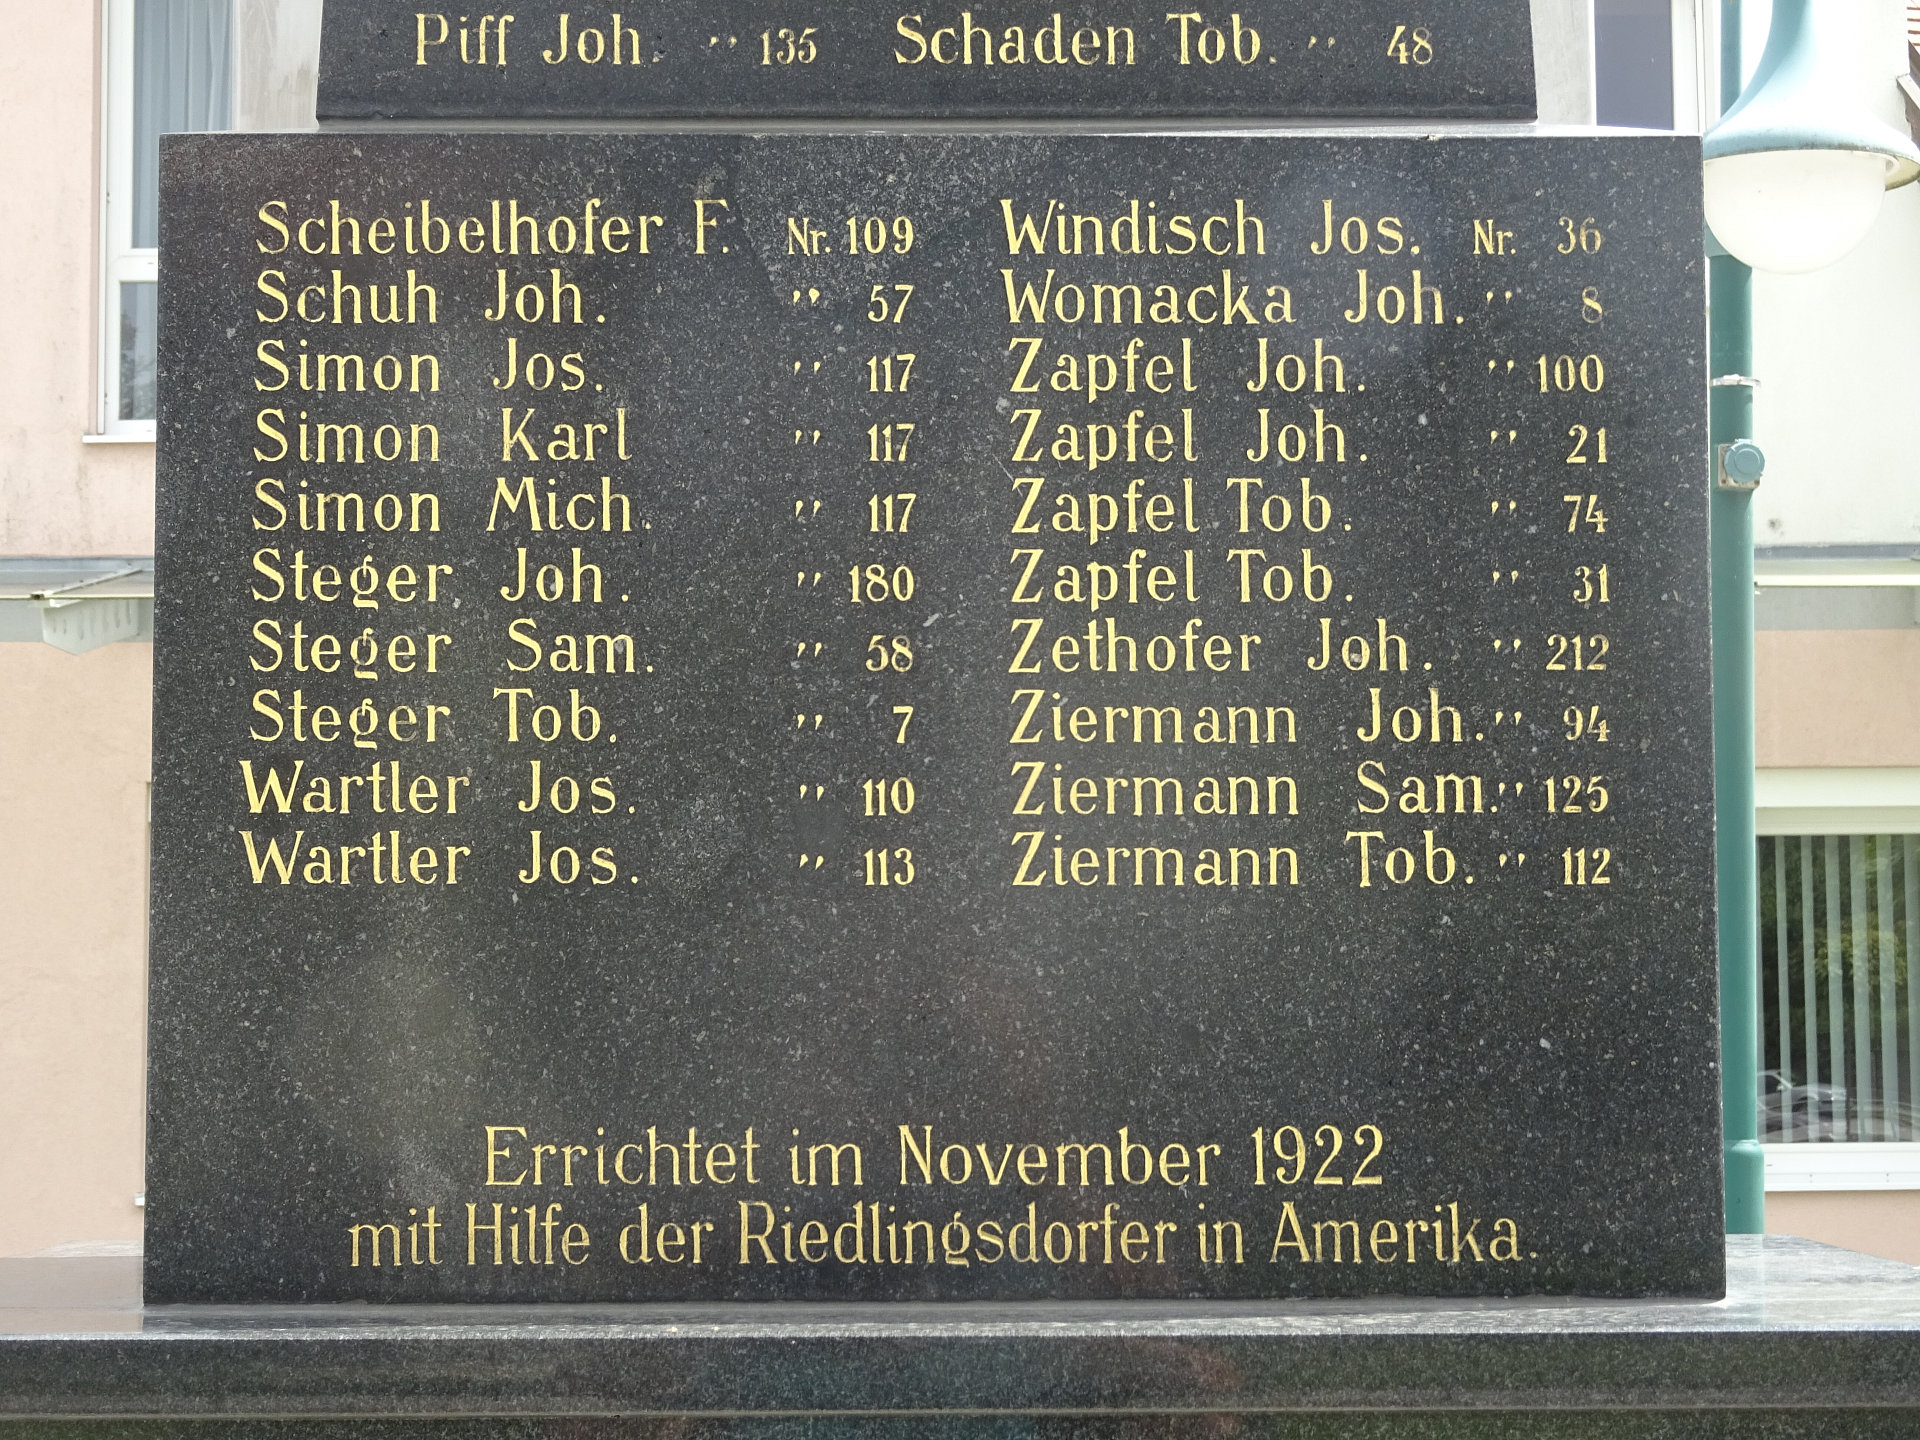 Piff Joh. " 135 Schaden Tob. " 48
Scheibelhofer F. Nr. 109 Windisch Jos. Nr. 36
Schuh Joh. " 57 Womacka Joh. " 8
Simon Jos. " 117 Zapfel Joh. " 100
Simon Karl " 117 Zapfel Joh. " 21
Simon Mich. " 117 Zapfel Tob. " 74
Steger Joh. " 180 Zapfel Tob. " 31
Steger Sam. " 58 Zethofer Joh. " 212
Steger Tob. " 7 Ziermann Joh. " 94
Wartler Jos. " 110 Ziermann Sam. " 125
Wartler Jos. " 113 Ziermann Tob. " 112
Errichtet im November 1922
mit Hilfe der Riedlingsdorfer in Amerika.